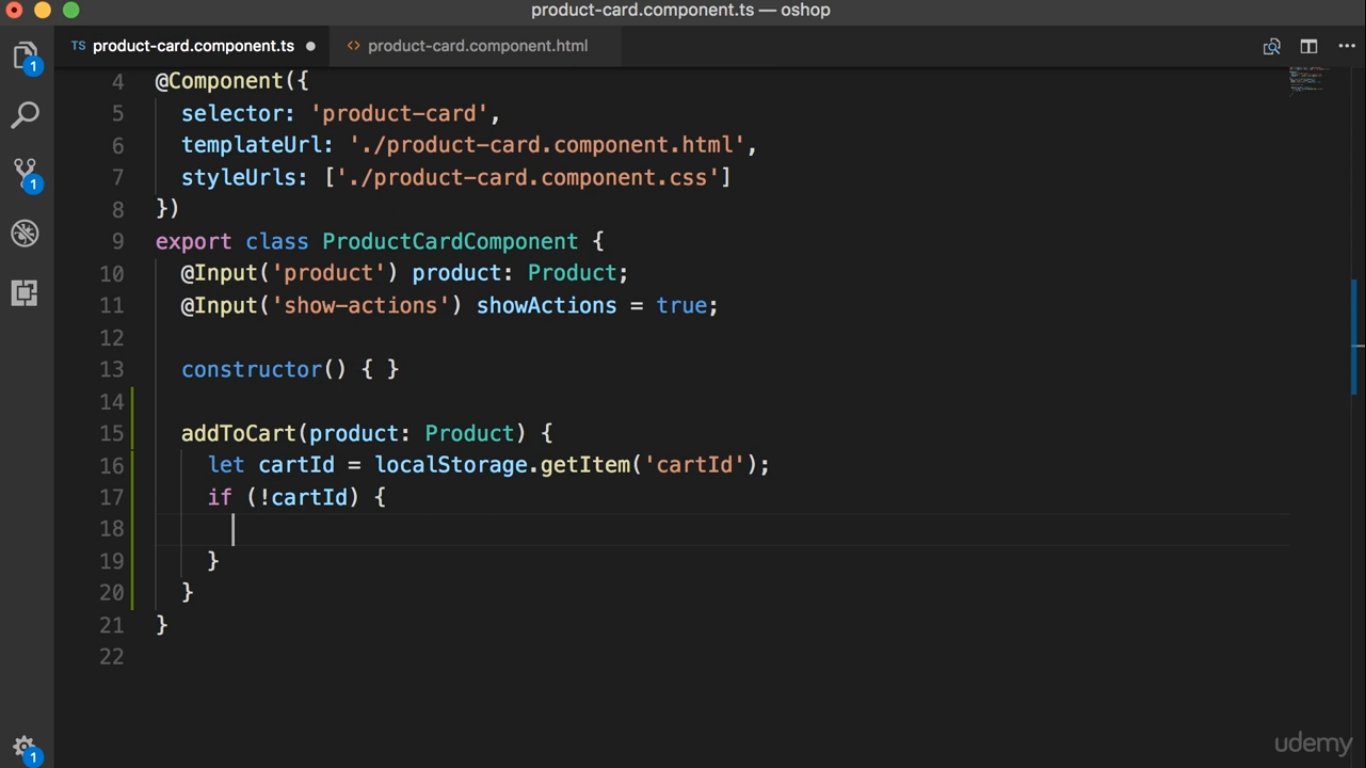 product-card.component.ts — oshop
TS product-card.component.ts ● <> product-card.component.html
1
1
1
4 @Component({
5 selector: 'product-card',
6 templateUrl: './product-card.component.html',
7 styleUrls: ['./product-card.component.css']
8 })
9 export class ProductCardComponent {
10 @Input('product') product: Product;
11 @Input('show-actions') showActions = true;
12
13 constructor() { }
14
15 addToCart(product: Product) {
16 let cartId = localStorage.getItem('cartId');
17 if (!cartId) {
18
19 }
20 }
21 }
22
udemy